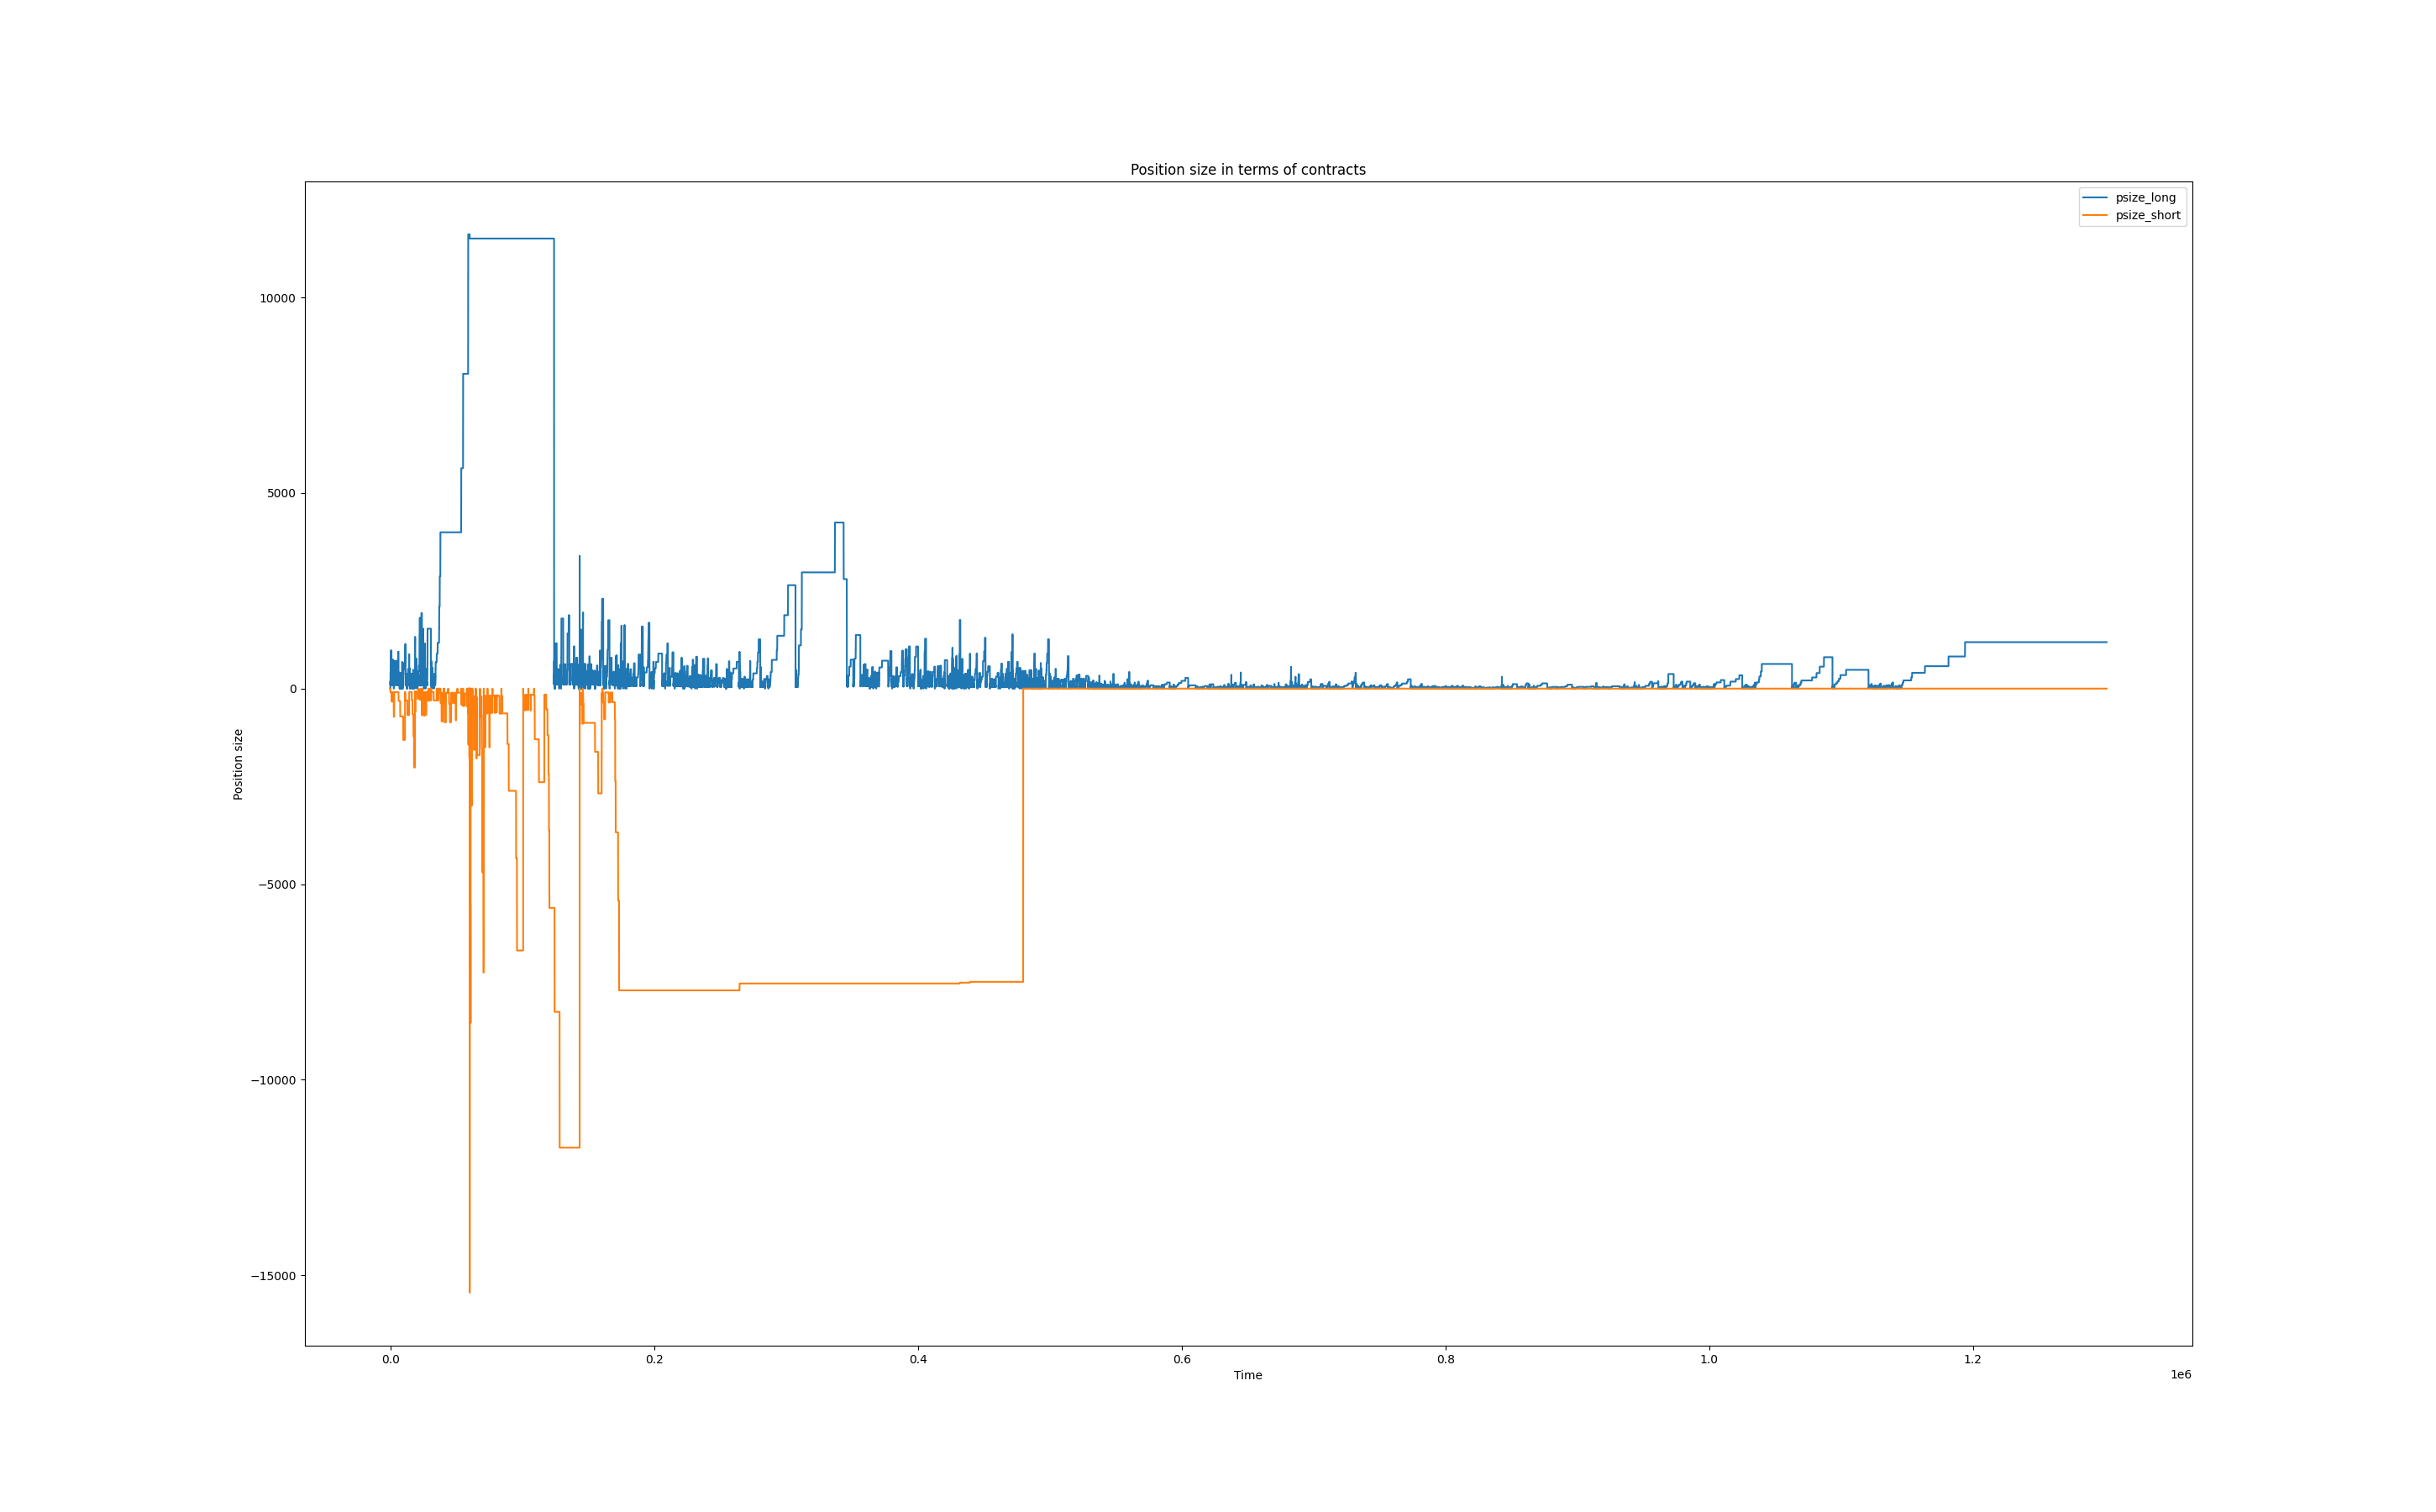 Position size in terms of contracts
psize_long
psize_short
10000
5000
0
−5000
−10000
−15000
Position size
0.0 0.2 0.4 0.6 0.8 1.0 1.2
Time
1e6